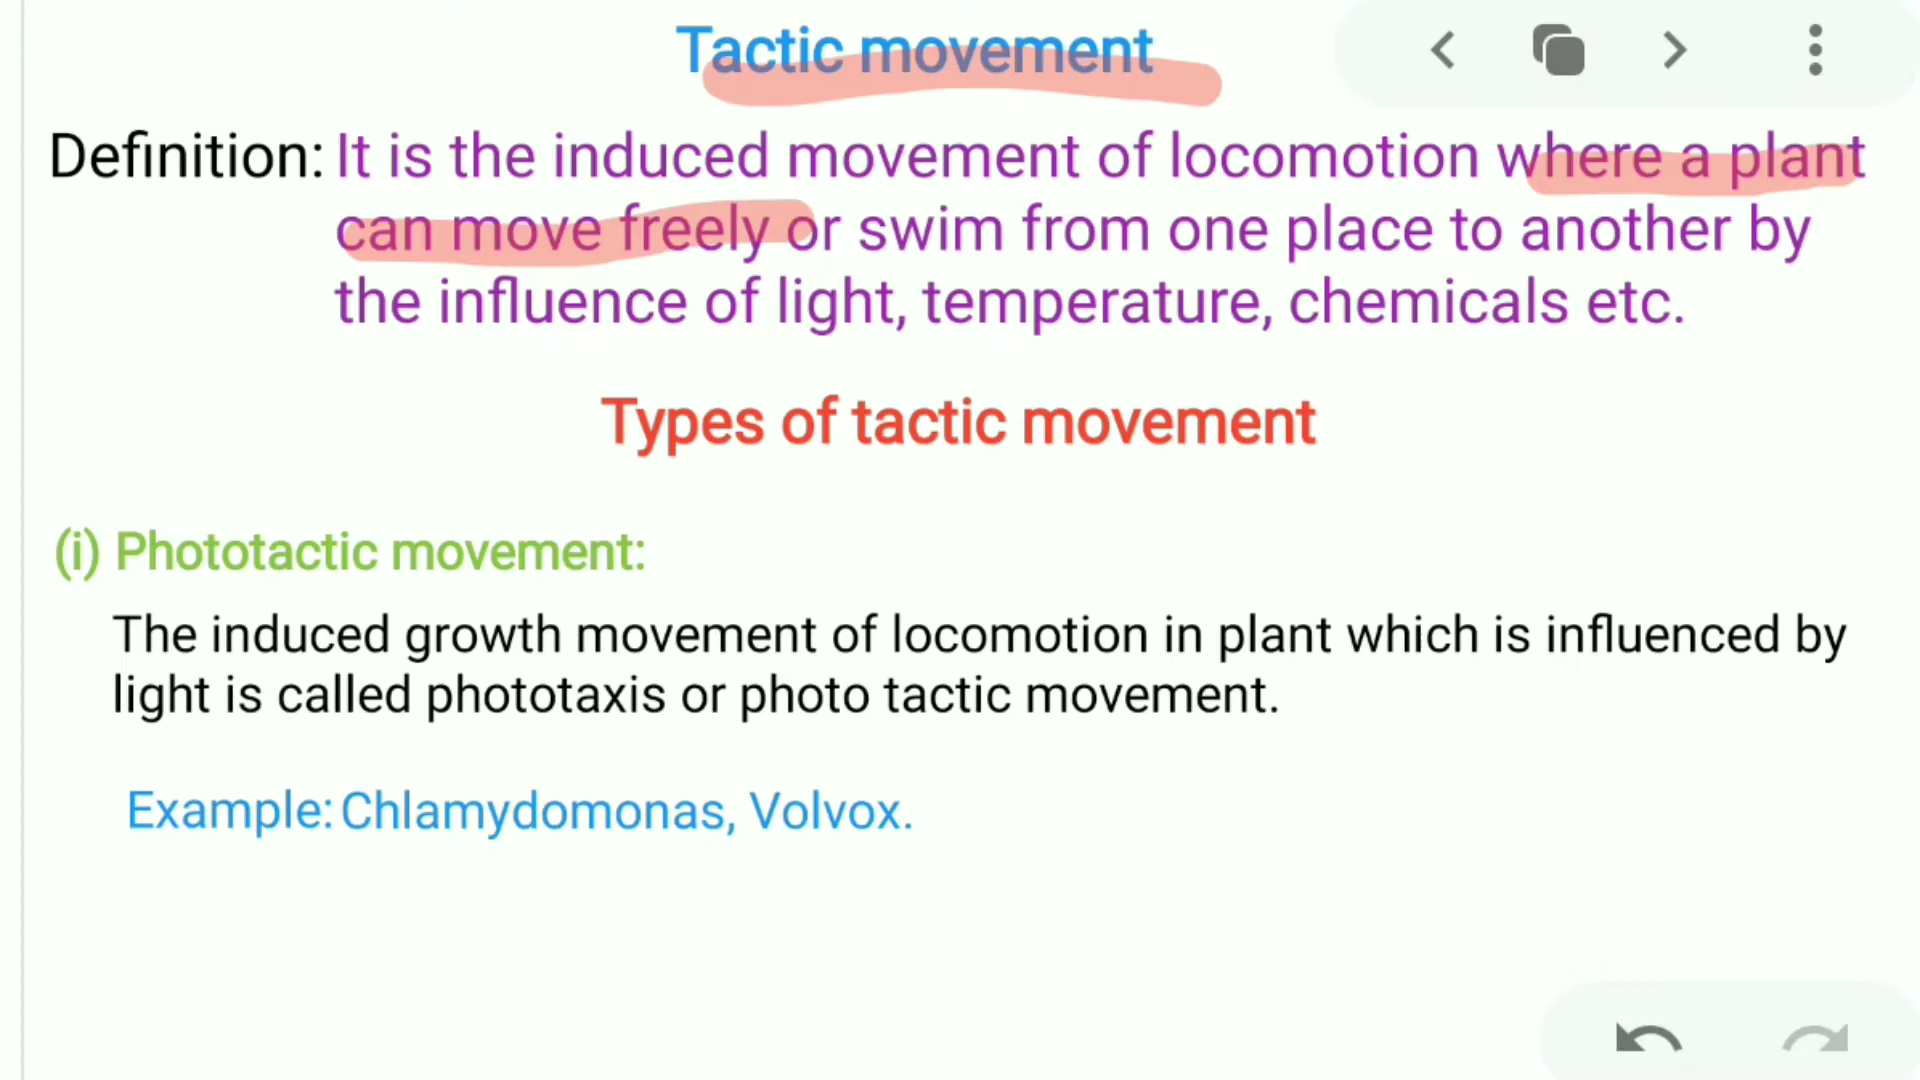 Tactic movement
Definition: It is the induced movement of locomotion where a plant
can move freely or swim from one place to another by
the influence of light, temperature, chemicals etc.
Types of tactic movement
(i) Phototactic movement:
The induced growth movement of locomotion in plant which is influenced by
light is called phototaxis or photo tactic movement.
Example: Chlamydomonas, Volvox.